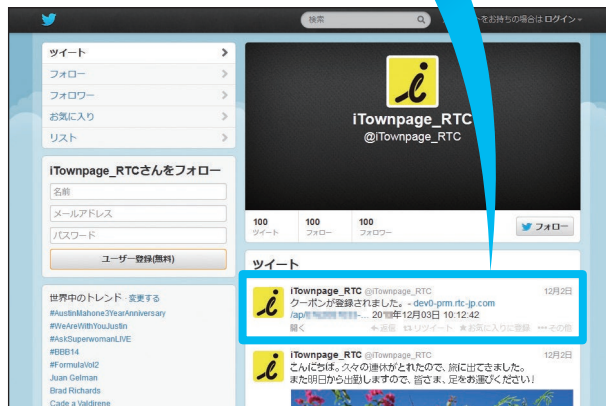 検索
をお持ちの場合は ログイン
ツイート
フォロー
フォロワー
お気に入り
リスト
iTownpage_RTCさんをフォロー
名前
メールアドレス
パスワード
ユーザー登録(無料)
世界中のトレンド · 変更する
#AustinMahone3YearAnniversary
#WeAreWithYouJustin
#AskSuperwomanLIVE
#BBB14
#FormulaVol2
Juan Gelman
Brad Richards
Cade a Valdirene
iTownpage_RTC
@iTownpage_RTC
100 100 100
ツイート フォロー フォロワー
フォロー
ツイート
iTownpage_RTC @iTownpage_RTC 12月2日
クーポンが登録されました。- dev0-prm.rtc-jp.com
/ap/ ... 20 年12月03日 10:12:42
開く 返信 リツイート お気に入りに登録 その他
iTownpage_RTC @iTownpage_RTC 12月2日
こんにちは。久々の連休がとれたので、旅に出てきました。
また明日から出勤しますので、皆さま、足をお運びください!